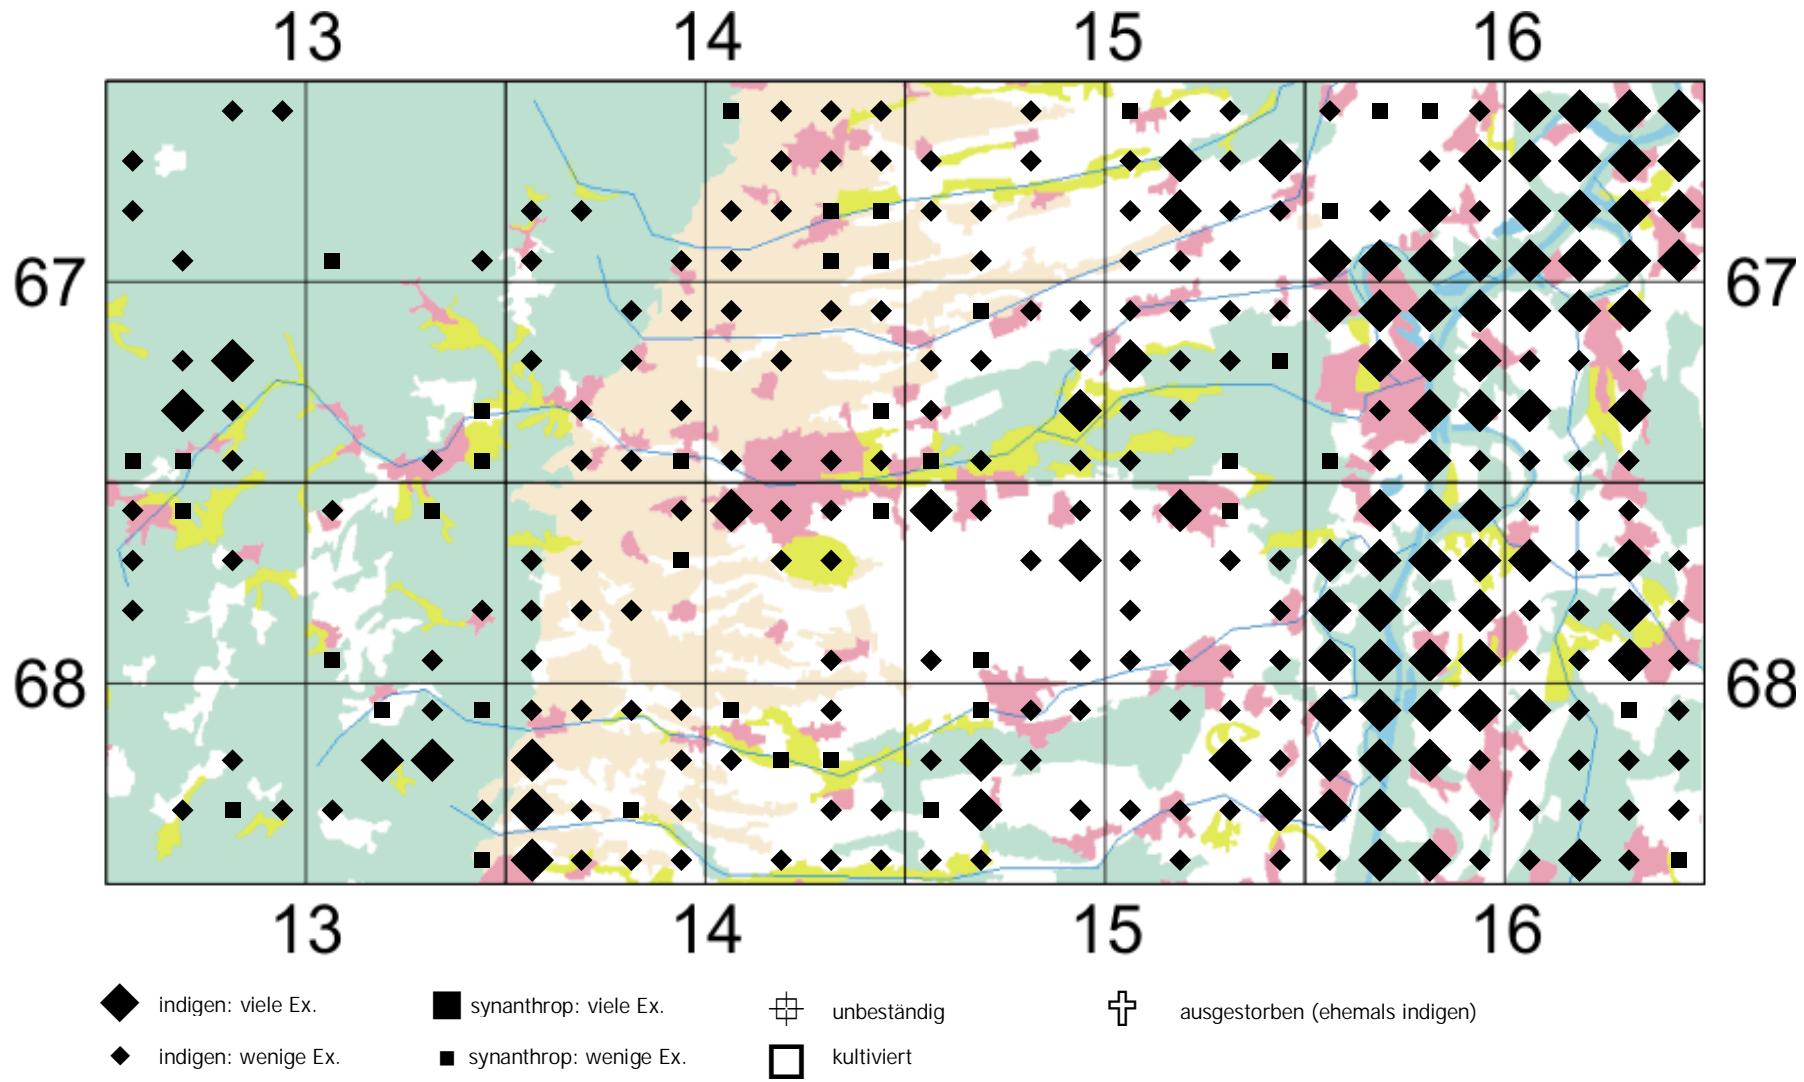 13 14 15 16
67 67
68 68
13 14 15 16
indigen: viele Ex. synanthrop: viele Ex. unbeständig ausgestorben (ehemals indigen)
indigen: wenige Ex. synanthrop: wenige Ex. kultiviert